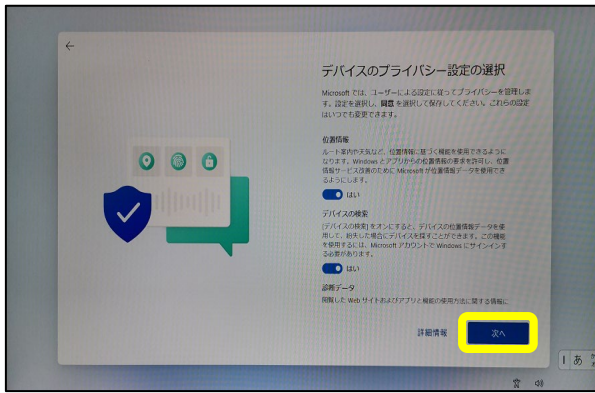 デバイスのプライバシー設定の選択
Microsoft では、ユーザーによる設定に従ってプライバシーを管理しま
す。設定を選択し、同意 を選択して保存してください。これらの設定
はいつでも変更できます。
位置情報
ルート案内や天気など、位置情報に基づく機能を使用できるように
なります。Windows とアプリからの位置情報の要求を許可し、位置
情報サービス改善のために Microsoft が位置情報データを使用でき
るようにします。
はい
デバイスの検索
[デバイスの検索] をオンにすると、デバイスの位置情報データを使
用して、紛失した場合にデバイスを探すことができます。この機能
を使用するには、Microsoft アカウントで Windows にサインインす
る必要があります。
はい
診断データ
閲覧した Web サイトおよびアプリと機能の使用方法に関する情報に
詳細情報
次へ
あ